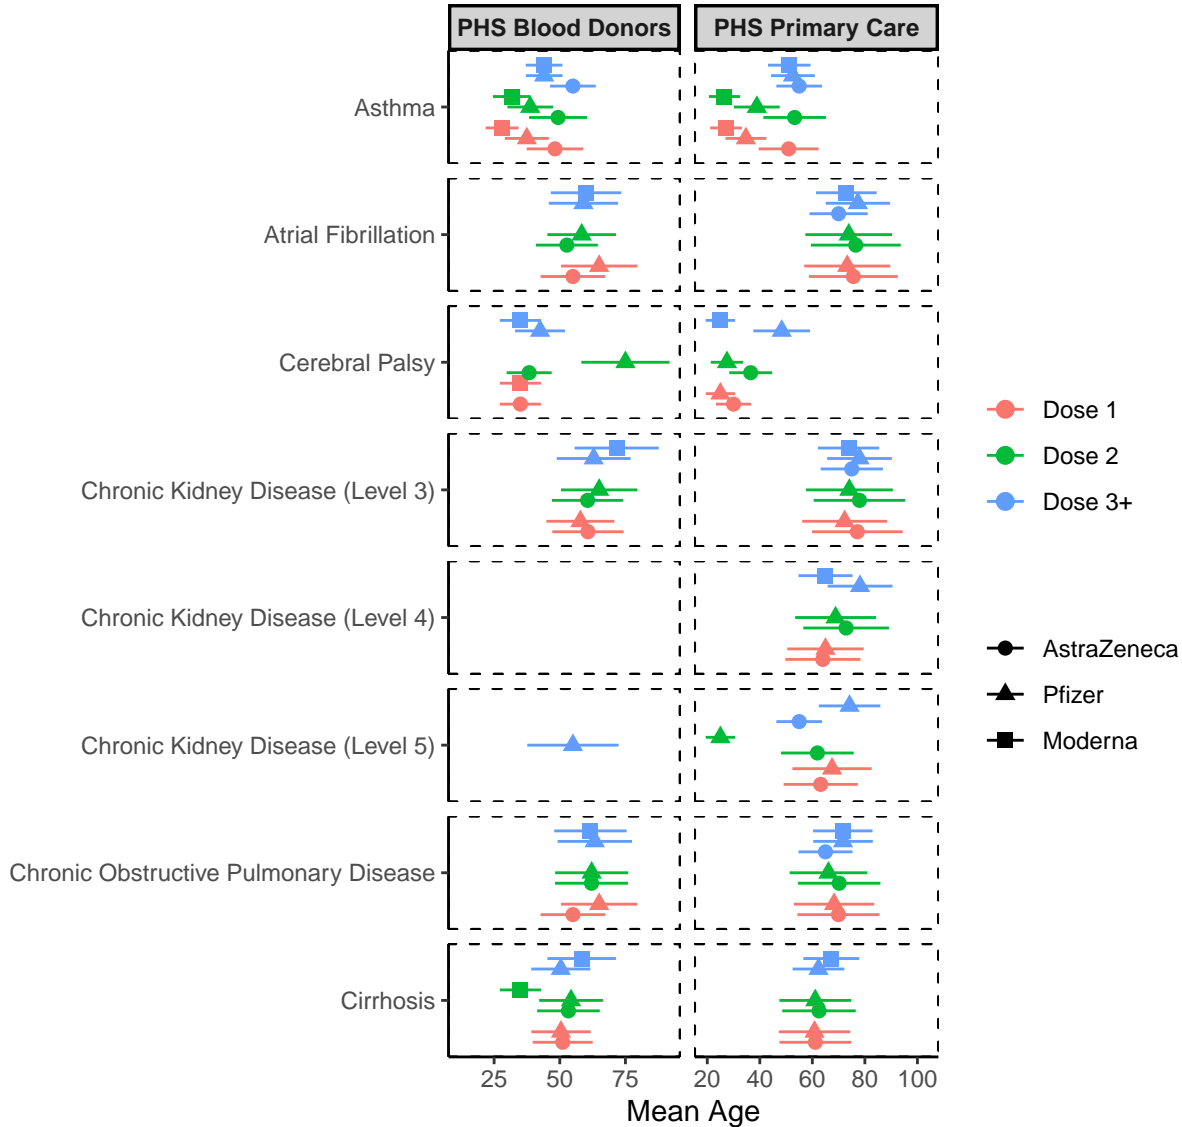 PHS Blood Donors
PHS Primary Care
Asthma
Atrial Fibrillation
Cerebral Palsy
Chronic Kidney Disease (Level 3)
Chronic Kidney Disease (Level 4)
Chronic Kidney Disease (Level 5)
Chronic Obstructive Pulmonary Disease
Cirrhosis
25 50 75
20 40 60 80 100
Mean Age
Dose 1
Dose 2
Dose 3+
AstraZeneca
Pfizer
Moderna